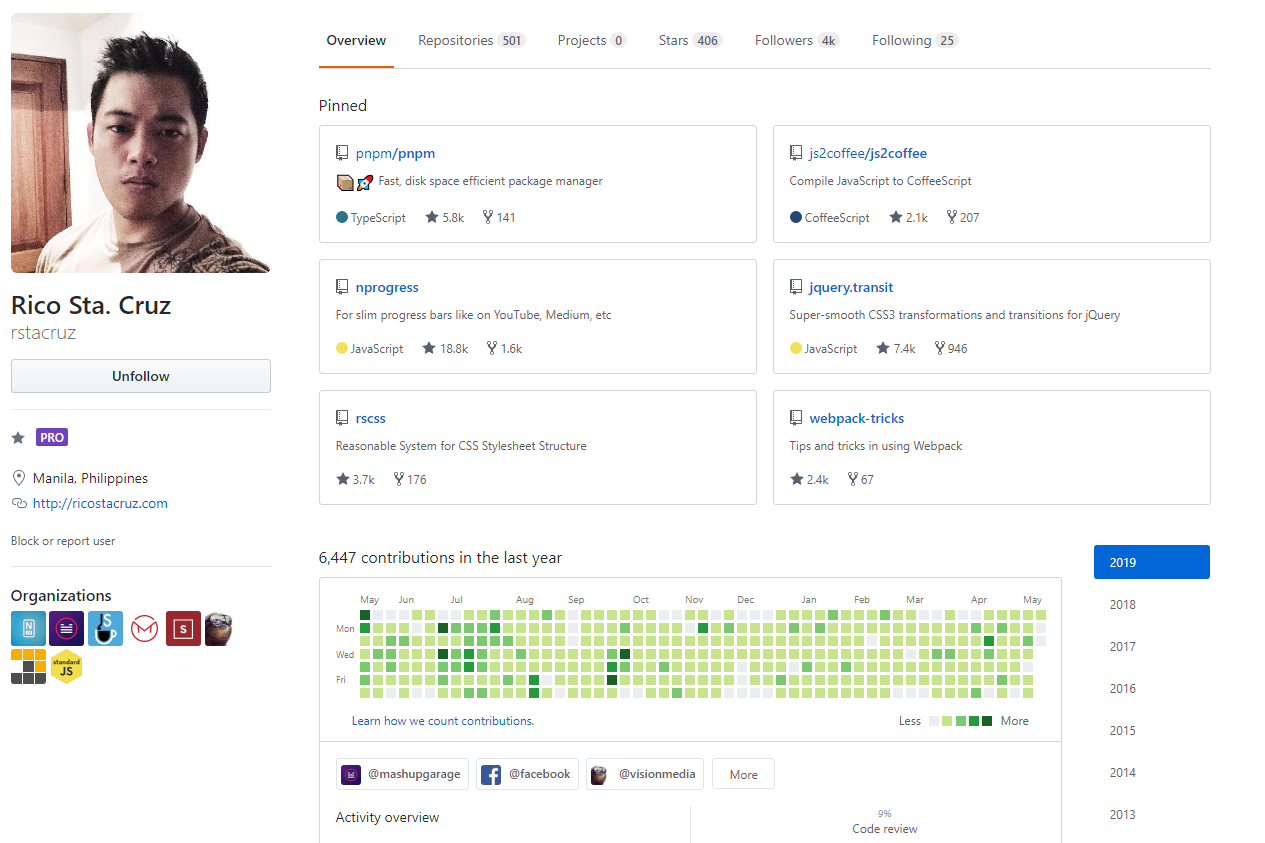 Overview Repositories 501 Projects 0 Stars 406 Followers 4k Following 25
Rico Sta. Cruz
rstacruz
Unfollow
PRO
Manila, Philippines
http://ricostacruz.com
Block or report user
Organizations
JS
S
standard
JS
Pinned
pnpm/pnpm
Fast, disk space efficient package manager
TypeScript 5.8k 141
js2coffee/js2coffee
Compile JavaScript to CoffeeScript
CoffeeScript 2.1k 207
nprogress
For slim progress bars like on YouTube, Medium, etc
JavaScript 18.8k 1.6k
jquery.transit
Super-smooth CSS3 transformations and transitions for jQuery
JavaScript 7.4k 946
rscss
Reasonable System for CSS Stylesheet Structure
3.7k 176
webpack-tricks
Tips and tricks in using Webpack
2.4k 67
6,447 contributions in the last year
May Jun Jul Aug Sep Oct Nov Dec Jan Feb Mar Apr May
Mon
Wed
Fri
Learn how we count contributions.
Less More
@mashupgarage @facebook @visionmedia More
Activity overview
9%
Code review
2019
2018
2017
2016
2015
2014
2013